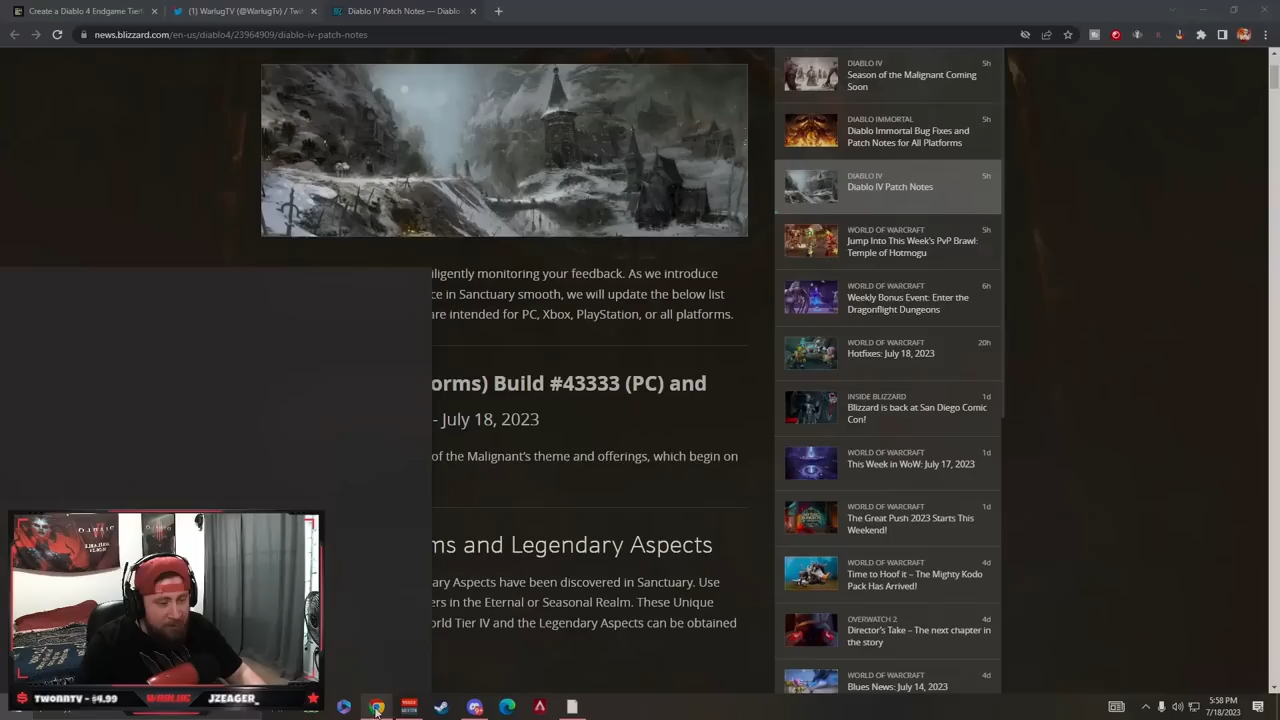 Create a Diablo 4 Endgame Tierl
WarlugTV (@WarlugTV) / Twi
Diablo IV Patch Notes — Diablo
news.blizzard.com/en-us/diablo4/23964909/diablo-iv-patch-notes
iligently monitoring your feedback. As we introduce
ce in Sanctuary smooth, we will update the below list
are intended for PC, Xbox, PlayStation, or all platforms.
orms) Build #43333 (PC) and
- July 18, 2023
of the Malignant’s theme and offerings, which begin on
ms and Legendary Aspects
ary Aspects have been discovered in Sanctuary. Use
ers in the Eternal or Seasonal Realm. These Unique
orld Tier IV and the Legendary Aspects can be obtained
DIABLO IV 5h
Season of the Malignant Coming
Soon
DIABLO IMMORTAL 5h
Diablo Immortal Bug Fixes and
Patch Notes for All Platforms
DIABLO IV 5h
Diablo IV Patch Notes
WORLD OF WARCRAFT 5h
Jump Into This Week’s PvP Brawl:
Temple of Hotmogu
WORLD OF WARCRAFT 6h
Weekly Bonus Event: Enter the
Dragonflight Dungeons
WORLD OF WARCRAFT 20h
Hotfixes: July 18, 2023
INSIDE BLIZZARD 1d
Blizzard is back at San Diego Comic
Con!
WORLD OF WARCRAFT 1d
This Week in WoW: July 17, 2023
WORLD OF WARCRAFT 1d
The Great Push 2023 Starts This
Weekend!
WORLD OF WARCRAFT 4d
Time to Hoof it – The Mighty Kodo
Pack Has Arrived!
OVERWATCH 2 4d
Director’s Take – The next chapter in
the story
WORLD OF WARCRAFT 4d
Blues News: July 14, 2023
DIABLO
TWONNTV - $4.99 WARLUG JZEAGER_
5:58 PM
7/18/2023